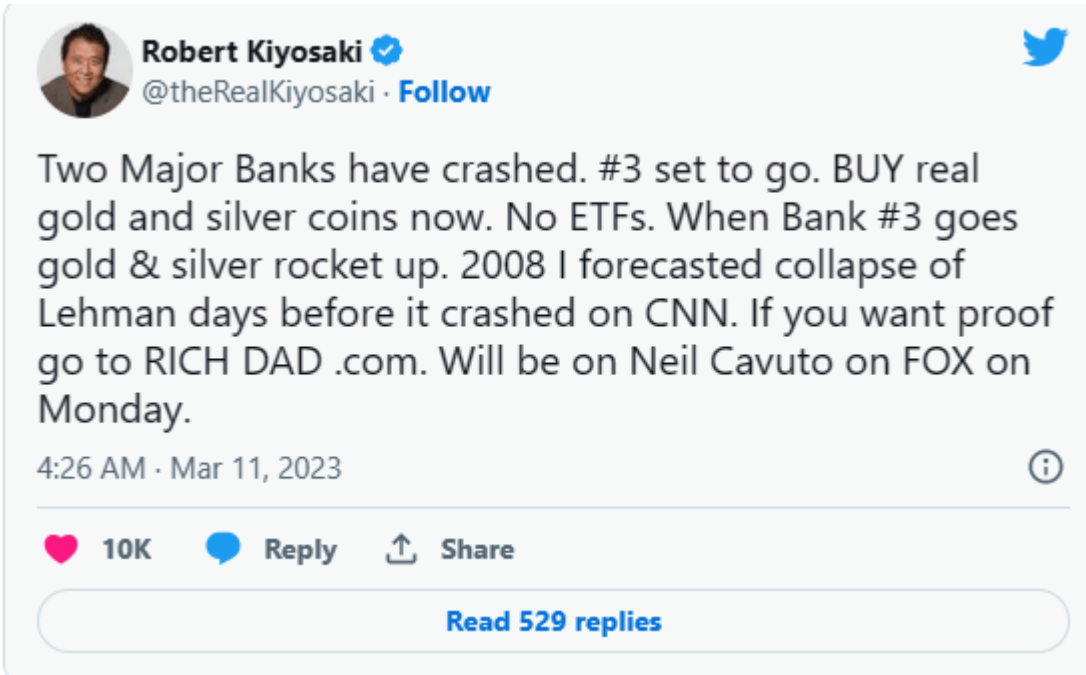 Robert Kiyosaki
@theRealKiyosaki · Follow
Two Major Banks have crashed. #3 set to go. BUY real
gold and silver coins now. No ETFs. When Bank #3 goes
gold & silver rocket up. 2008 I forecasted collapse of
Lehman days before it crashed on CNN. If you want proof
go to RICH DAD .com. Will be on Neil Cavuto on FOX on
Monday.
4:26 AM · Mar 11, 2023
10K Reply Share
Read 529 replies